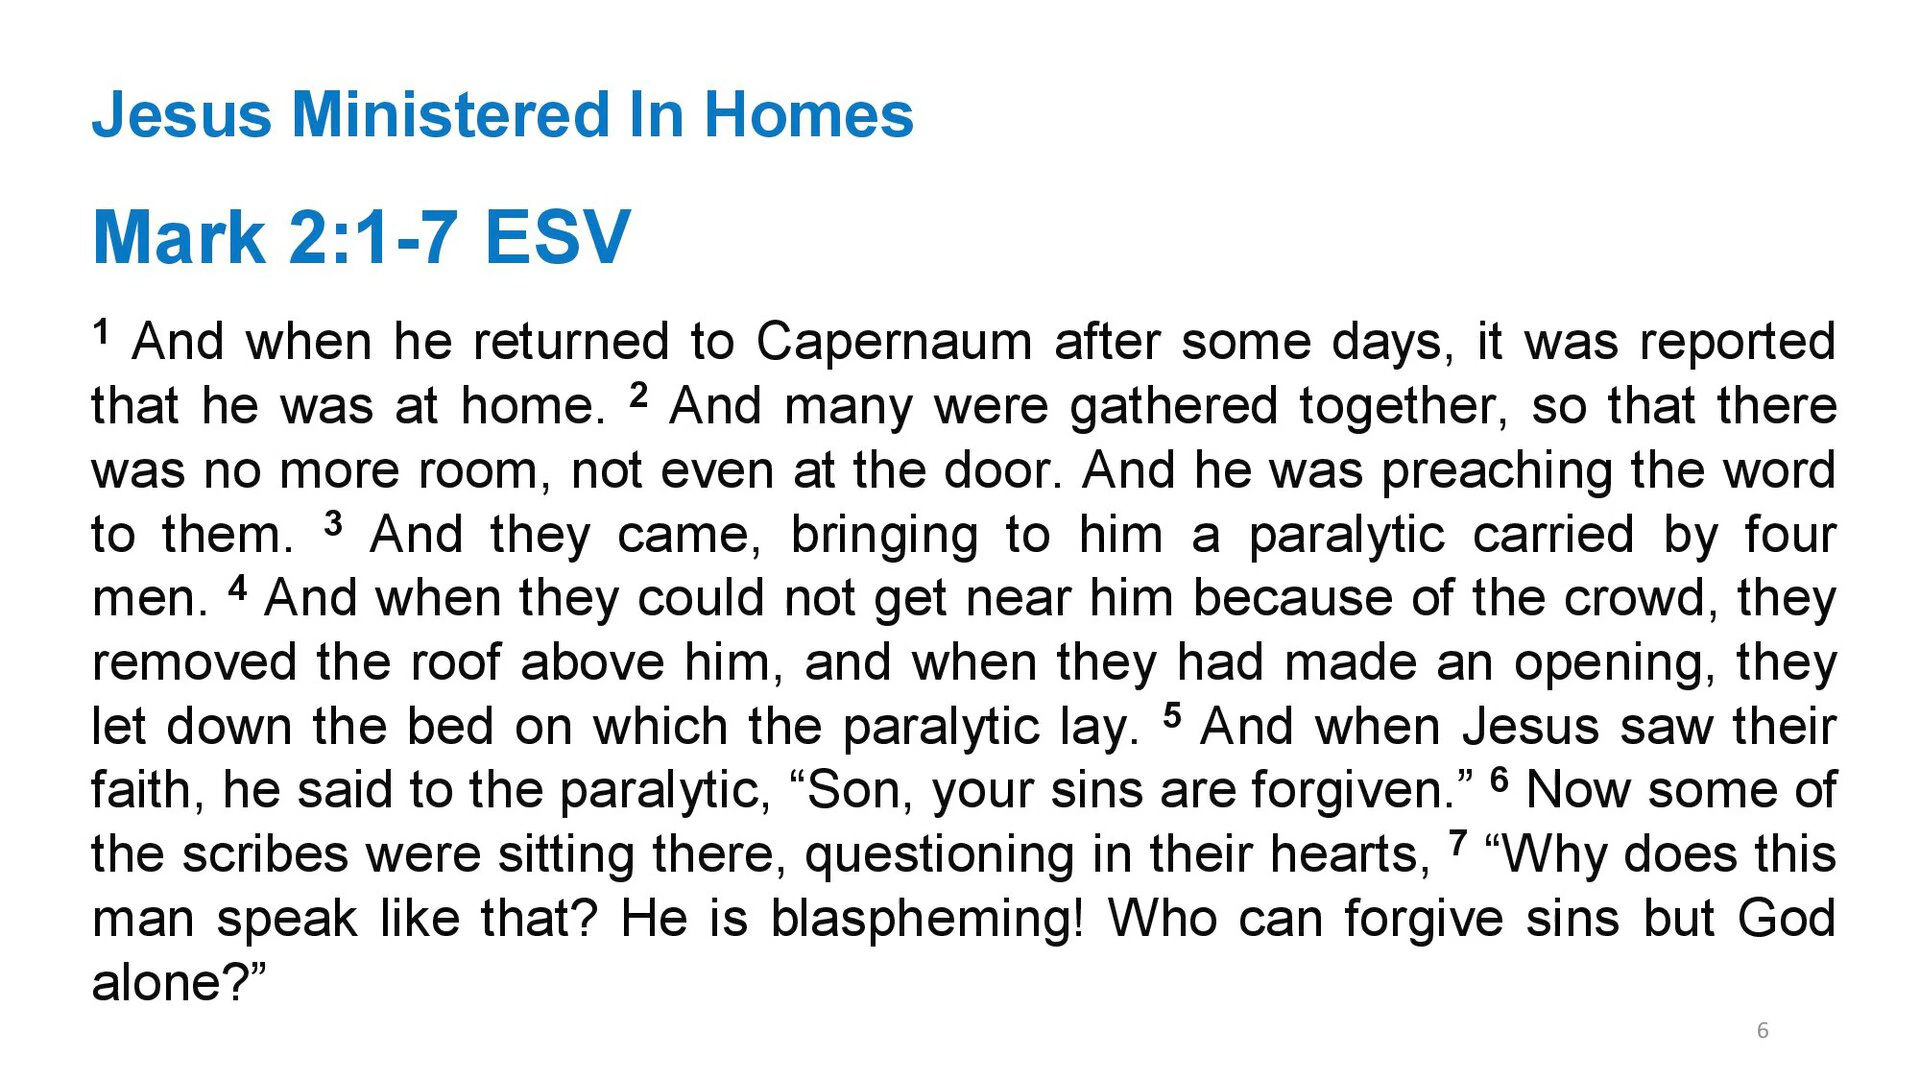 Jesus Ministered In Homes
Mark 2:1-7 ESV
1 And when he returned to Capernaum after some days, it was reported
that he was at home. 2 And many were gathered together, so that there
was no more room, not even at the door. And he was preaching the word
to them. 3 And they came, bringing to him a paralytic carried by four
men. 4 And when they could not get near him because of the crowd, they
removed the roof above him, and when they had made an opening, they
let down the bed on which the paralytic lay. 5 And when Jesus saw their
faith, he said to the paralytic, “Son, your sins are forgiven.” 6 Now some of
the scribes were sitting there, questioning in their hearts, 7 “Why does this
man speak like that? He is blaspheming! Who can forgive sins but God
alone?”
6